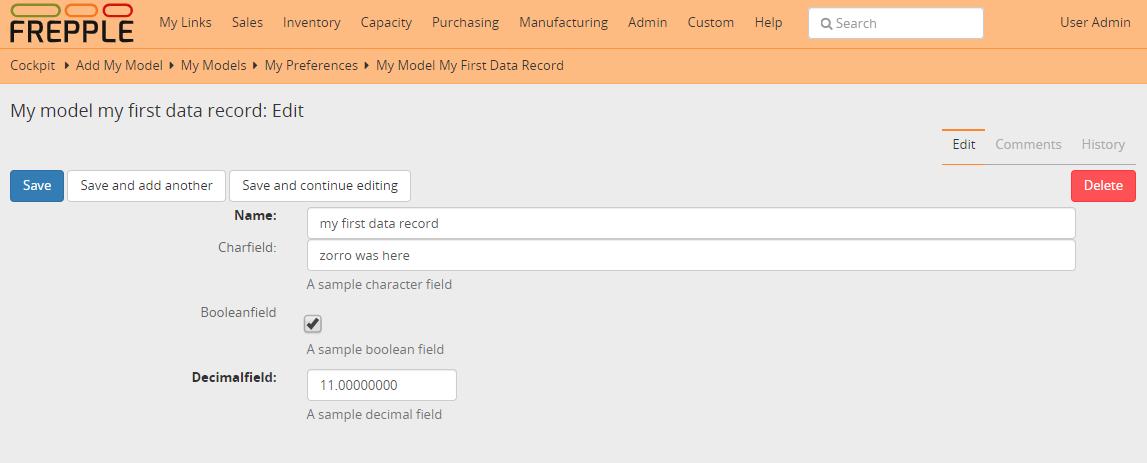 FREPPLE My Links Sales Inventory Capacity Purchasing Manufacturing Admin Custom Help Search User Admin
Cockpit Add My Model My Models My Preferences My Model My First Data Record
My model my first data record: Edit
Edit Comments History
Save Save and add another Save and continue editing Delete
Name: my first data record
Charfield: zorro was here
A sample character field
Booleanfield
A sample boolean field
Decimalfield: 11.00000000
A sample decimal field